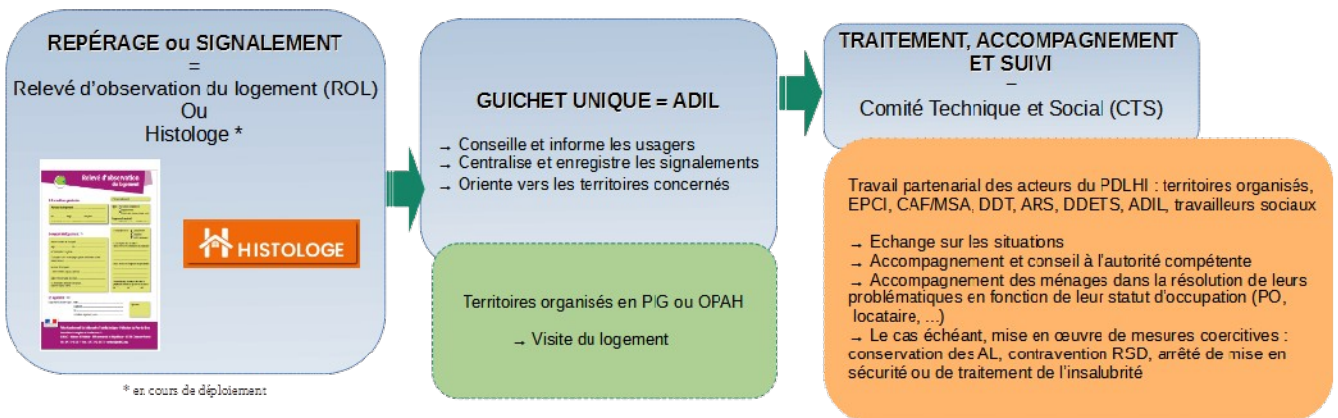 REPÉRAGE ou SIGNALEMENT
=
Relevé d'observation du logement (ROL)
Ou
Histologe *
Relevé d'observation
du logement
HISTOLOGE
* en cours de déploiement
GUICHET UNIQUE = ADIL
→ Conseille et informe les usagers
→ Centralise et enregistre les signalements
→ Oriente vers les territoires concernés
Territoires organisés en PIG ou OPAH
→ Visite du logement
TRAITEMENT, ACCOMPAGNEMENT
ET SUIVI
=
Comité Technique et Social (CTS)
Travail partenarial des acteurs du PDLHI : territoires organisés,
EPCI, CAF/MSA, DDT, ARS, DDETS, ADIL, travailleurs sociaux
→ Echange sur les situations
→ Accompagnement et conseil à l'autorité compétente
→ Accompagnement des ménages dans la résolution de leurs
problématiques en fonction de leur statut d'occupation (PO,
locataire, ...)
→ Le cas échéant, mise en œuvre de mesures coercitives :
conservation des AL, contravention RSD, arrêté de mise en
sécurité ou de traitement de l'insalubrité